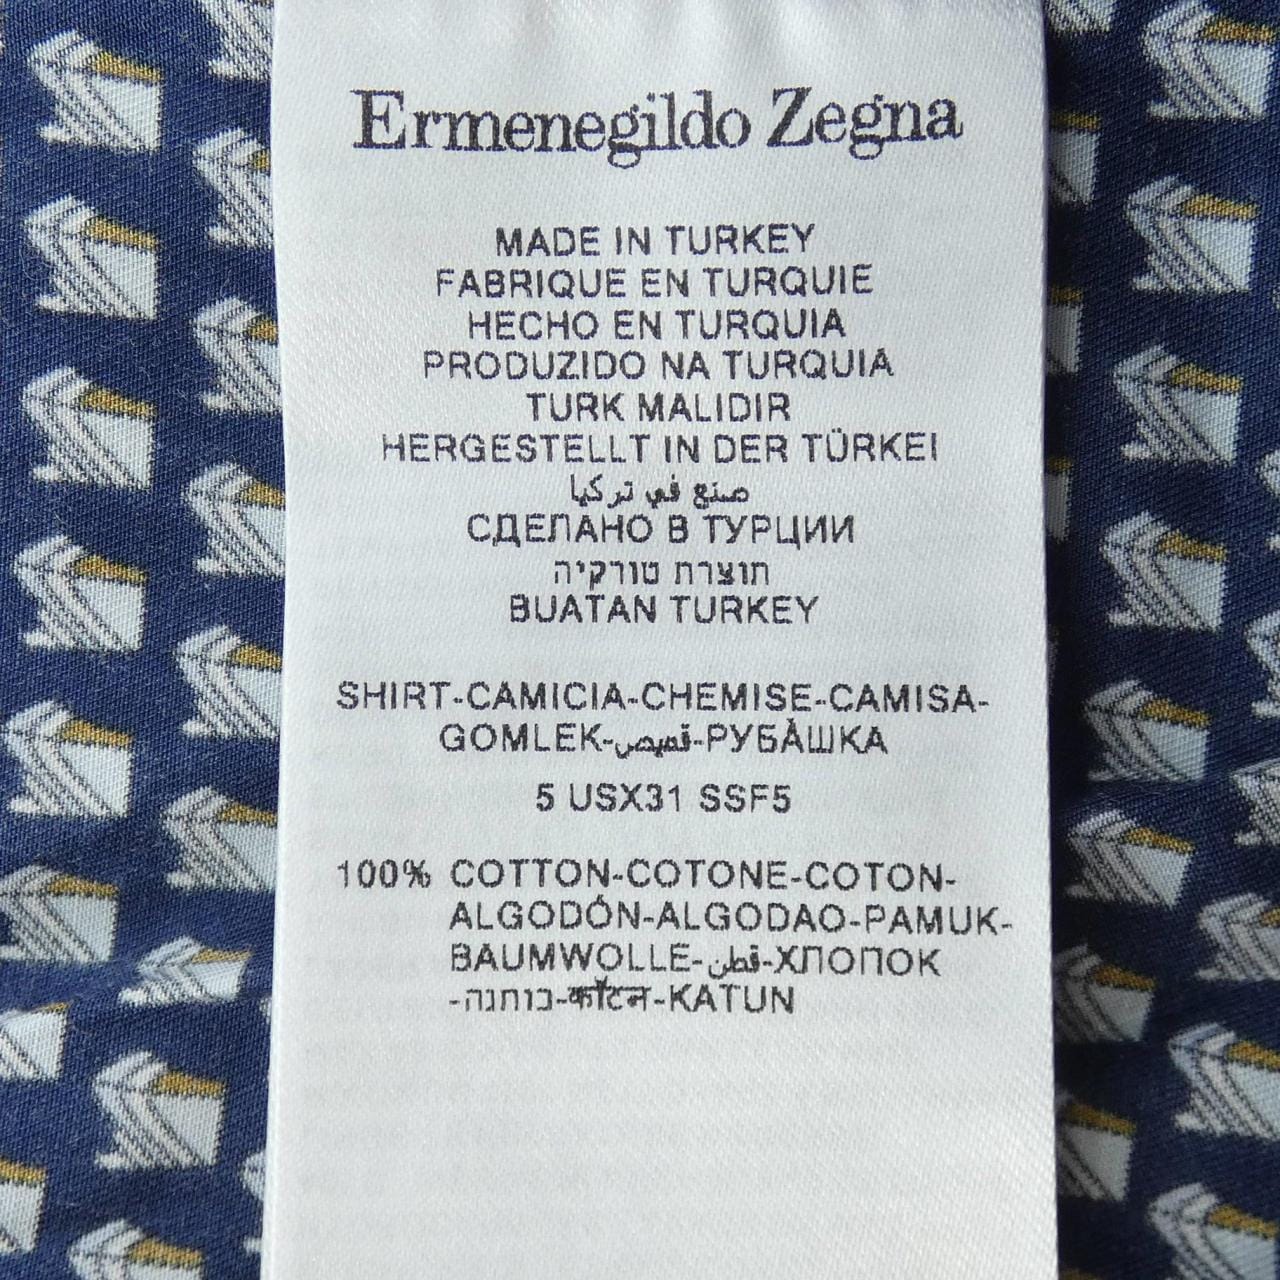 Ermenegildo Zegna
MADE IN TURKEY
FABRIQUE EN TURQUIE
HECHO EN TURQUIA
PRODUZIDO NA TURQUIA
TURK MALIDIR
HERGESTELLT IN DER TÜRKEI
صنع في تركيا
СДЕЛАНО В ТУРЦИИ
תוצרת טורקיה
BUATAN TURKEY
SHIRT-CAMICIA-CHEMISE-CAMISA-
GOMLEK-قميص-РУБÀШКА
5 USX31 SSF5
100% COTTON-COTONE-COTON-
ALGODÓN-ALGODAO-PAMUK-
BAUMWOLLE-قطن-ХЛОПОК
-כותנה-कॉटन-KATUN